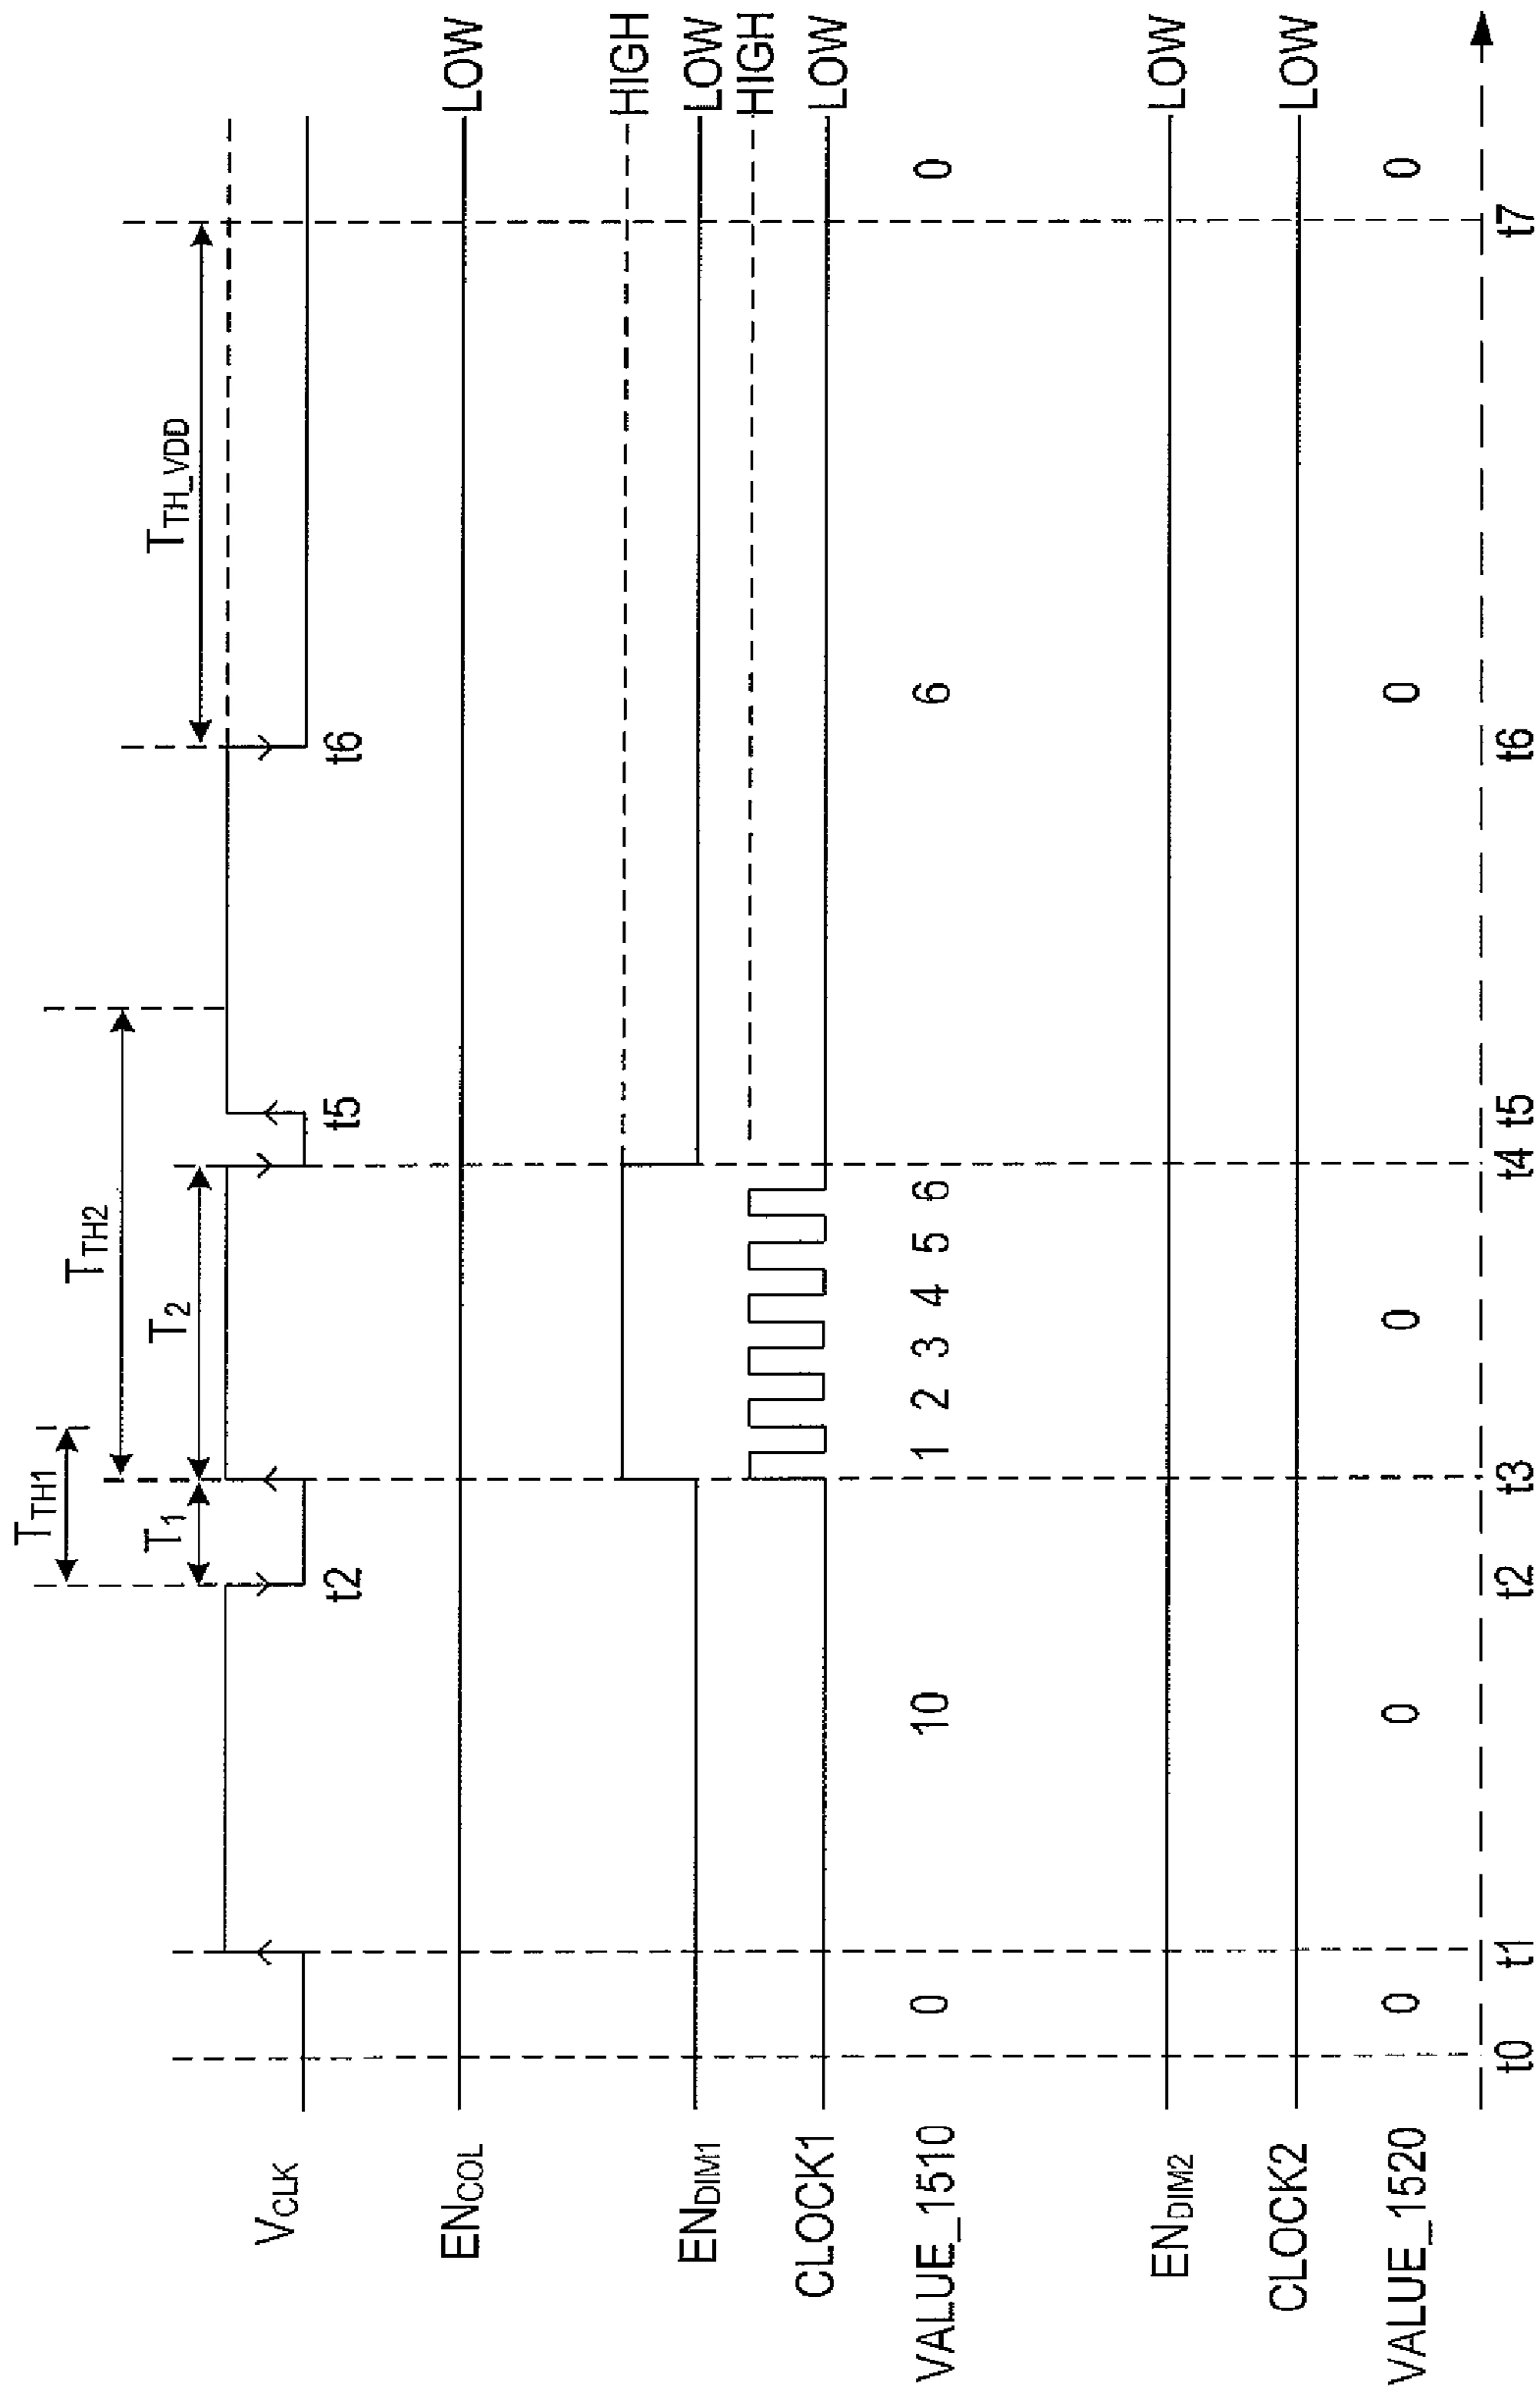 T_TH1
T_TH2
T_1 T_2 T_TH_VDD
V_CLK
t2 t5 t6
EN_COL LOW
HIGH
EN_DIM1 LOW
HIGH
CLOCK1 LOW
VALUE_1510 0 10 1 2 3 4 5 6 6 0
EN_DIM2 LOW
CLOCK2 LOW
VALUE_1520 0 0 0 0 0
t0 t1 t2 t3 t4 t5 t6 t7